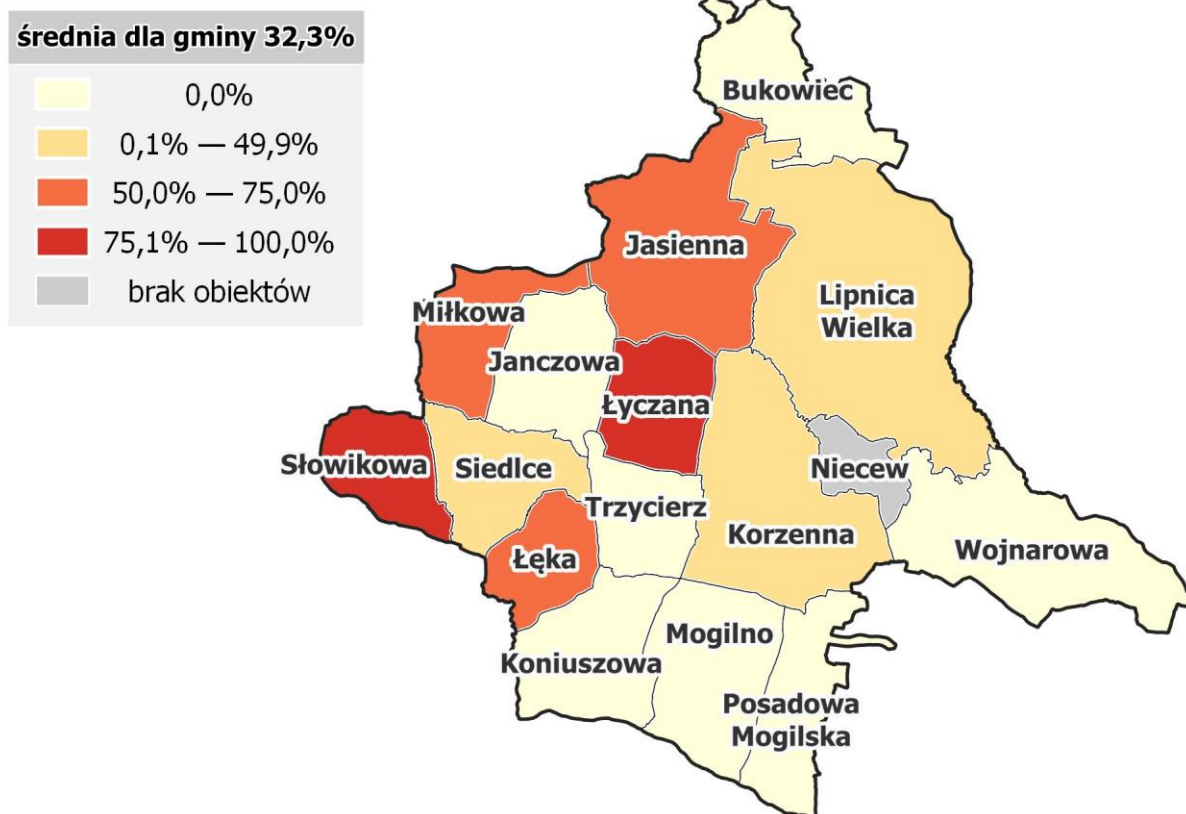 średnia dla gminy 32,3%
0,0%
0,1% — 49,9%
50,0% — 75,0%
75,1% — 100,0%
brak obiektów
Bukowiec
Jasienna
Lipnica
Wielka
Miłkowa
Janczowa
Łyczana
Słowikowa
Siedlce
Niecew
Trzycierz
Korzenna
Wojnarowa
Łęka
Mogilno
Koniuszowa
Posadowa
Mogilska